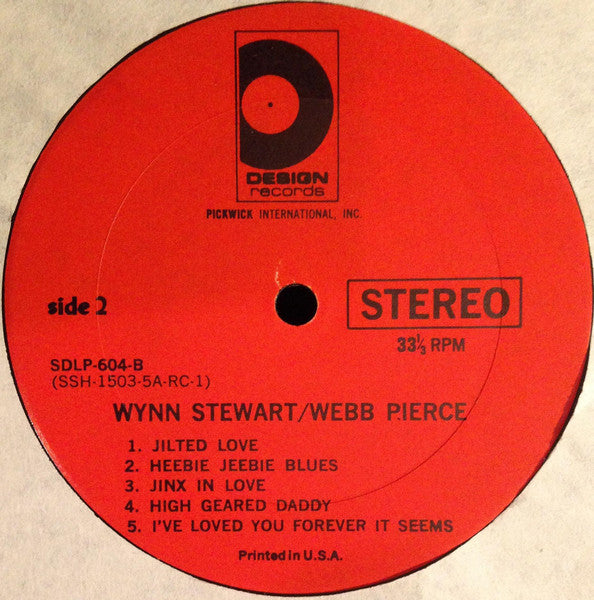 DESIGN
records
PICKWICK INTERNATIONAL, INC.
side 2
STEREO
33⅓ RPM
SDLP-604-B
(SSH-1503-5A-RC-1)
WYNN STEWART/WEBB PIERCE
1. JILTED LOVE
2. HEEBIE JEEBIE BLUES
3. JINX IN LOVE
4. HIGH GEARED DADDY
5. I'VE LOVED YOU FOREVER IT SEEMS
Printed in U.S.A.